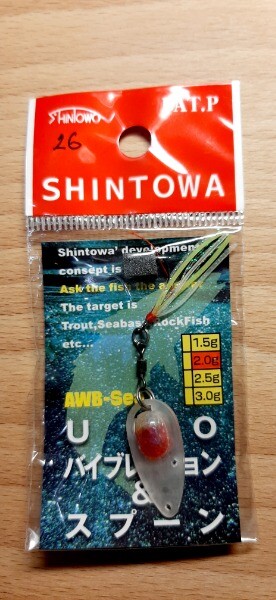 SHINTOWA
PAT.P
26
SHINTOWA
Shintowa' development
consept is
Ask the fish, the
The target is
Trout,Seabass,RockFish
etc...
1.5g
2.0g
2.5g
3.0g
AWB-Se
U O
バイブレーション
&
スプーン